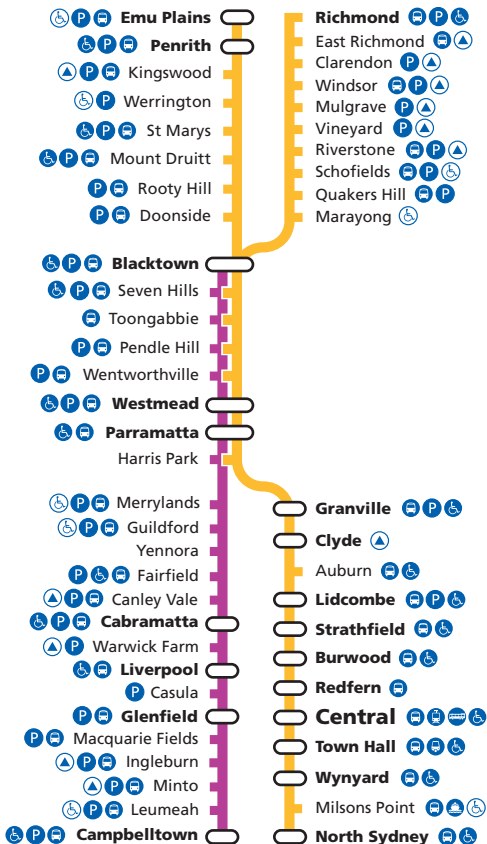 Emu Plains
Penrith
Kingswood
Werrington
St Marys
Mount Druitt
Rooty Hill
Doonside
Richmond
East Richmond
Clarendon
Windsor
Mulgrave
Vineyard
Riverstone
Schofields
Quakers Hill
Marayong
Blacktown
Seven Hills
Toongabbie
Pendle Hill
Wentworthville
Westmead
Parramatta
Harris Park
Merrylands
Guildford
Yennora
Fairfield
Canley Vale
Cabramatta
Warwick Farm
Liverpool
Casula
Glenfield
Macquarie Fields
Ingleburn
Minto
Leumeah
Campbelltown
Granville
Clyde
Auburn
Lidcombe
Strathfield
Burwood
Redfern
Central
Town Hall
Wynyard
Milsons Point
North Sydney